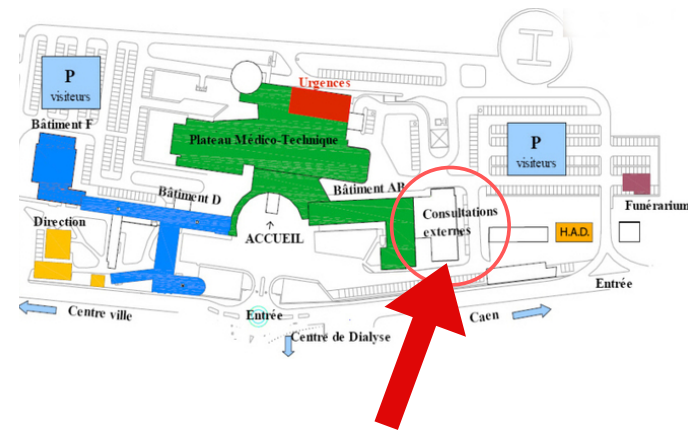 Urgences
P
visiteurs
Bâtiment F
Plateau Médico-Technique
P
visiteurs
Bâtiment D
Bâtiment AB
Funérarium
Direction
Consultations
externes
ACCUEIL
H.A.D.
Entrée
Centre ville
Entrée
Caen
Centre de Dialyse